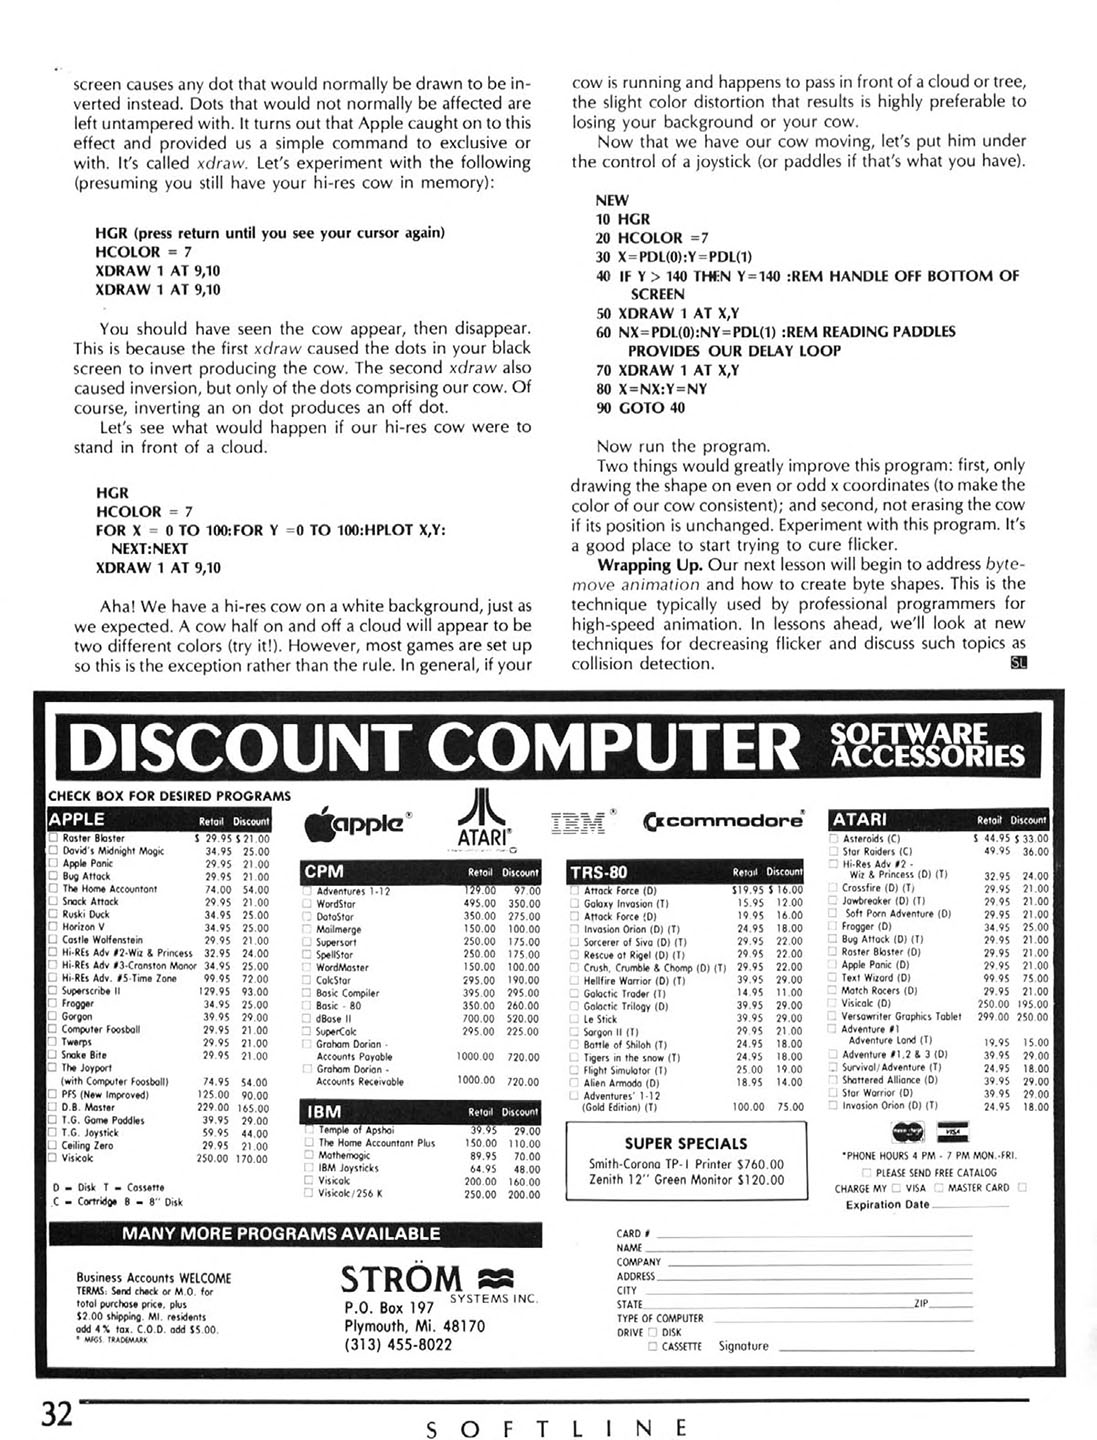 screen causes any dot that would normally be drawn to be in-
verted instead. Dots that would not normally be affected are
left untampered with. It turns out that Apple caught on to this
effect and provided us a simple command to exclusive or
with. It's called xdraw. Let's experiment with the following
(presuming you still have your hi-res cow in memory):
HGR (press return until you see your cursor again)
HCOLOR = 7
XDRAW 1 AT 9,10
XDRAW 1 AT 9,10
You should have seen the cow appear, then disappear.
This is because the first xdraw caused the dots in your black
screen to invert producing the cow. The second xdraw also
caused inversion, but only of the dots comprising our cow. Of
course, inverting an on dot produces an off dot.
Let's see what would happen if our hi-res cow were to
stand in front of a cloud.
HGR
HCOLOR = 7
FOR X = 0 TO 100:FOR Y =0 TO 100:HPLOT X,Y:
NEXT:NEXT
XDRAW 1 AT 9,10
Aha! We have a hi-res cow on a white background, just as
we expected. A cow half on and off a cloud will appear to be
two different colors (try it!). However, most games are set up
so this is the exception rather than the rule. In general, if your
cow is running and happens to pass in front of a cloud or tree,
the slight color distortion that results is highly preferable to
losing your background or your cow.
Now that we have our cow moving, let's put him under
the control of a joystick (or paddles if that's what you have).
NEW
10 HGR
20 HCOLOR =7
30 X=PDL(0):Y=PDL(1)
40 IF Y > 140 THEN Y=140 :REM HANDLE OFF BOTTOM OF
SCREEN
50 XDRAW 1 AT X,Y
60 NX=PDL(0):NY=PDL(1) :REM READING PADDLES
PROVIDES OUR DELAY LOOP
70 XDRAW 1 AT X,Y
80 X=NX:Y=NY
90 GOTO 40
Now run the program.
Two things would greatly improve this program: first, only
drawing the shape on even or odd x coordinates (to make the
color of our cow consistent); and second, not erasing the cow
if its position is unchanged. Experiment with this program. It's
a good place to start trying to cure flicker.
Wrapping Up. Our next lesson will begin to address byte-
move animation and how to create byte shapes. This is the
technique typically used by professional programmers for
high-speed animation. In lessons ahead, we'll look at new
techniques for decreasing flicker and discuss such topics as
collision detection. SL
DISCOUNT COMPUTER SOFTWARE
ACCESSORIES
CHECK BOX FOR DESIRED PROGRAMS
APPLE Retail Discount
Raster Blaster $ 29.95 $ 21.00
David's Midnight Magic 34.95 25.00
Apple Panic 29.95 21.00
Bug Attack 29.95 21.00
The Home Accountant 74.00 54.00
Snack Attack 29.95 21.00
Ruski Duck 34.95 25.00
Horizon V 34.95 25.00
Castle Wolfenstein 29.95 21.00
Hi-REs Adv #2-Wiz & Princess 32.95 24.00
Hi-REs Adv #3-Cranston Manor 34.95 25.00
Hi-REs Adv. #5-Time Zone 99.95 72.00
Superscribe II 129.95 93.00
Frogger 34.95 25.00
Gorgon 39.95 29.00
Computer Foosball 29.95 21.00
Twerps 29.95 21.00
Snake Bite 29.95 21.00
The Joyport
(with Computer Foosball) 74.95 54.00
PFS (New Improved) 125.00 90.00
D.B. Master 229.00 165.00
T.G. Game Paddles 39.95 29.00
T.G. Joystick 59.95 44.00
Ceiling Zero 29.95 21.00
Visicalc 250.00 170.00
D = Disk T = Cassette
C = Cartridge B = 8" Disk
apple®
ATARI®
IBM®
commodore®
CPM Retail Discount
Adventures 1-12 129.00 97.00
WordStar 495.00 350.00
DataStar 350.00 275.00
Mailmerge 150.00 100.00
Supersort 250.00 175.00
SpellStar 250.00 175.00
WordMaster 150.00 100.00
CalcStar 295.00 190.00
Basic Compiler 395.00 295.00
Basic - 80 350.00 260.00
dBase II 700.00 520.00
SuperCalc 295.00 225.00
Graham Dorian -
Accounts Payable 1000.00 720.00
Graham Dorian -
Accounts Receivable 1000.00 720.00
IBM Retail Discount
Temple of Apshai 39.95 29.00
The Home Accountant Plus 150.00 110.00
Mathemagic 89.95 70.00
IBM Joysticks 64.95 48.00
Visicalc 200.00 160.00
Visicalc/256 K 250.00 200.00
TRS-80 Retail Discount
Attack Force (D) $19.95 $ 16.00
Galaxy Invasion (T) 15.95 12.00
Attack Force (D) 19.95 16.00
Invasion Orion (D) (T) 24.95 18.00
Sorcerer of Siva (D) (T) 29.95 22.00
Rescue at Rigel (D) (T) 29.95 22.00
Crush, Crumble & Chomp (D) (T) 29.95 22.00
Hellfire Warrior (D) (T) 39.95 29.00
Galactic Trader (T) 14.95 11.00
Galactic Trilogy (D) 39.95 29.00
Le Stick 39.95 29.00
Sargon II (T) 29.95 21.00
Battle of Shiloh (T) 24.95 18.00
Tigers in the snow (T) 24.95 18.00
Flight Simulator (T) 25.00 19.00
Alien Armada (D) 18.95 14.00
Adventures' 1-12
(Gold Edition) (T) 100.00 75.00
SUPER SPECIALS
Smith-Corona TP-1 Printer $760.00
Zenith 12" Green Monitor $120.00
ATARI Retail Discount
Asteroids (C) $ 44.95 $ 33.00
Star Raiders (C) 49.95 36.00
Hi-Res Adv #2 -
Wiz & Princess (D) (T) 32.95 24.00
Crossfire (D) (T) 29.95 21.00
Jawbreaker (D) (T) 29.95 21.00
Soft Porn Adventure (D) 29.95 21.00
Frogger (D) 34.95 25.00
Bug Attack (D) (T) 29.95 21.00
Raster Blaster (D) 29.95 21.00
Apple Panic (D) 29.95 21.00
Text Wizard (D) 99.95 75.00
Match Racers (D) 29.95 21.00
Visicalc (D) 250.00 195.00
Versawriter Graphics Tablet 299.00 250.00
Adventure #1
Adventure Land (T) 19.95 15.00
Adventure #1,2 & 3 (D) 39.95 29.00
Survival/Adventure (T) 24.95 18.00
Shattered Alliance (D) 39.95 29.00
Star Warrior (D) 39.95 29.00
Invasion Orion (D) (T) 24.95 18.00
VISA
*PHONE HOURS 4 PM - 7 PM MON.-FRI.
PLEASE SEND FREE CATALOG
CHARGE MY VISA MASTER CARD
Expiration Date
MANY MORE PROGRAMS AVAILABLE
Business Accounts WELCOME
TERMS: Send check or M.O. for
total purchase price, plus
$2.00 shipping. MI. residents
add 4% tax. C.O.D. add $5.00.
* MFGS. TRADEMARK
STRÖM
SYSTEMS INC.
P.O. Box 197
Plymouth, Mi. 48170
(313) 455-8022
CARD #
NAME
COMPANY
ADDRESS
CITY
STATE ZIP
TYPE OF COMPUTER
DRIVE DISK
CASSETTE Signature
32
SOFTLINE